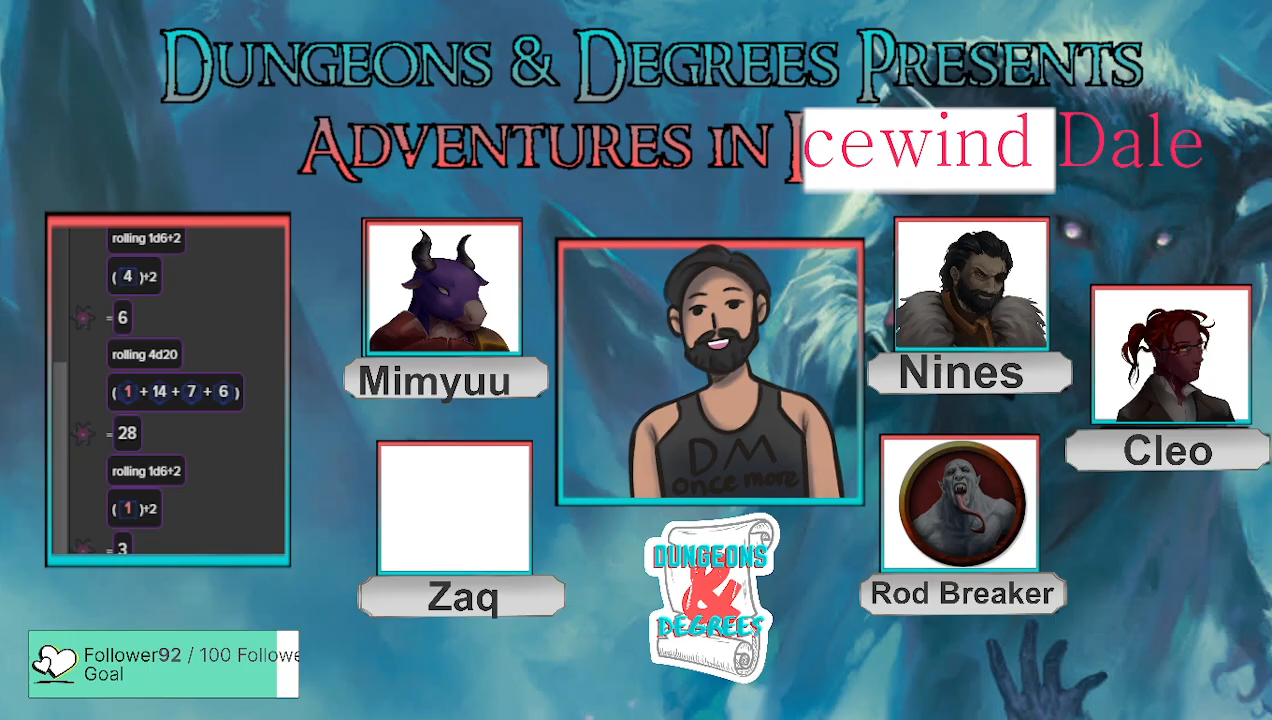 DUNGEONS & DEGREES PRESENTS
ADVENTURES IN Icewind Dale
rolling 1d6+2
( 4 )+2
= 6
rolling 4d20
( 1 + 14 + 7 + 6 )
= 28
rolling 1d6+2
( 1 )+2
= 3
Mimyuu
Zaq
DM
once more
Nines
Cleo
Rod Breaker
DUNGEONS
&
DEGREES
Follower92 / 100 Followe
Goal